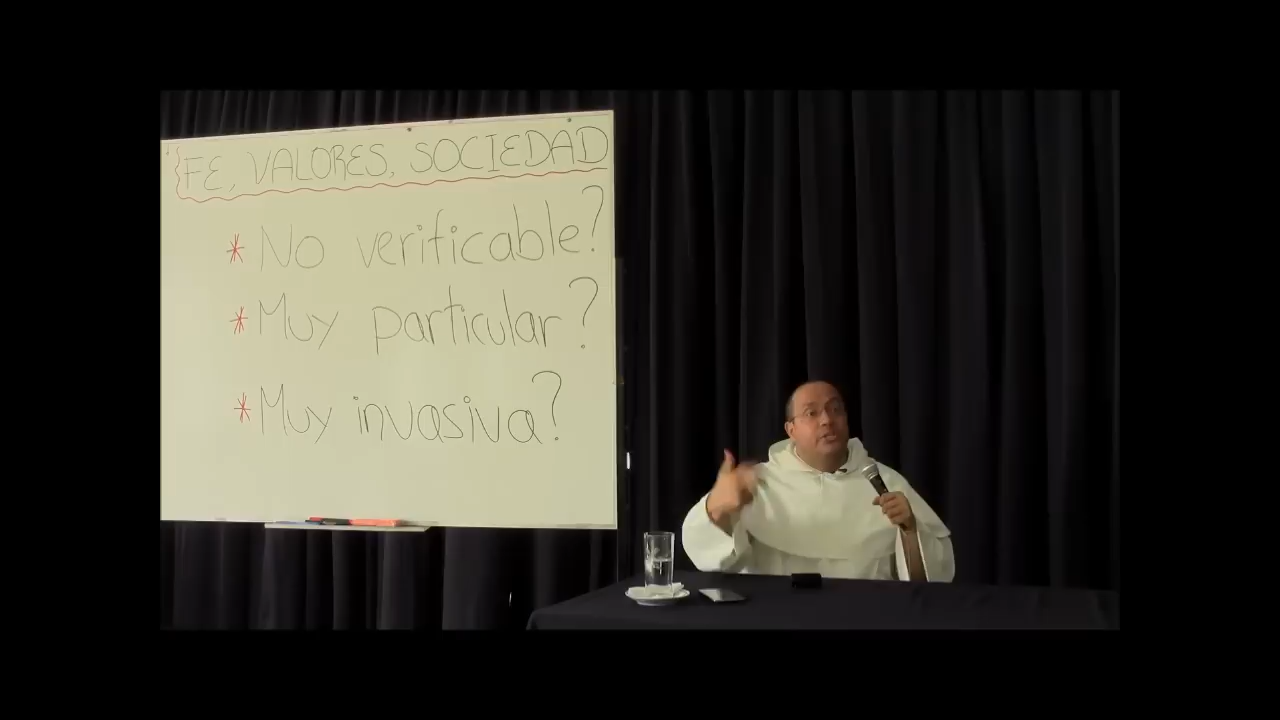 FE, VALORES, SOCIEDAD
* No verificable?
* Muy particular?
* Muy invasiva?